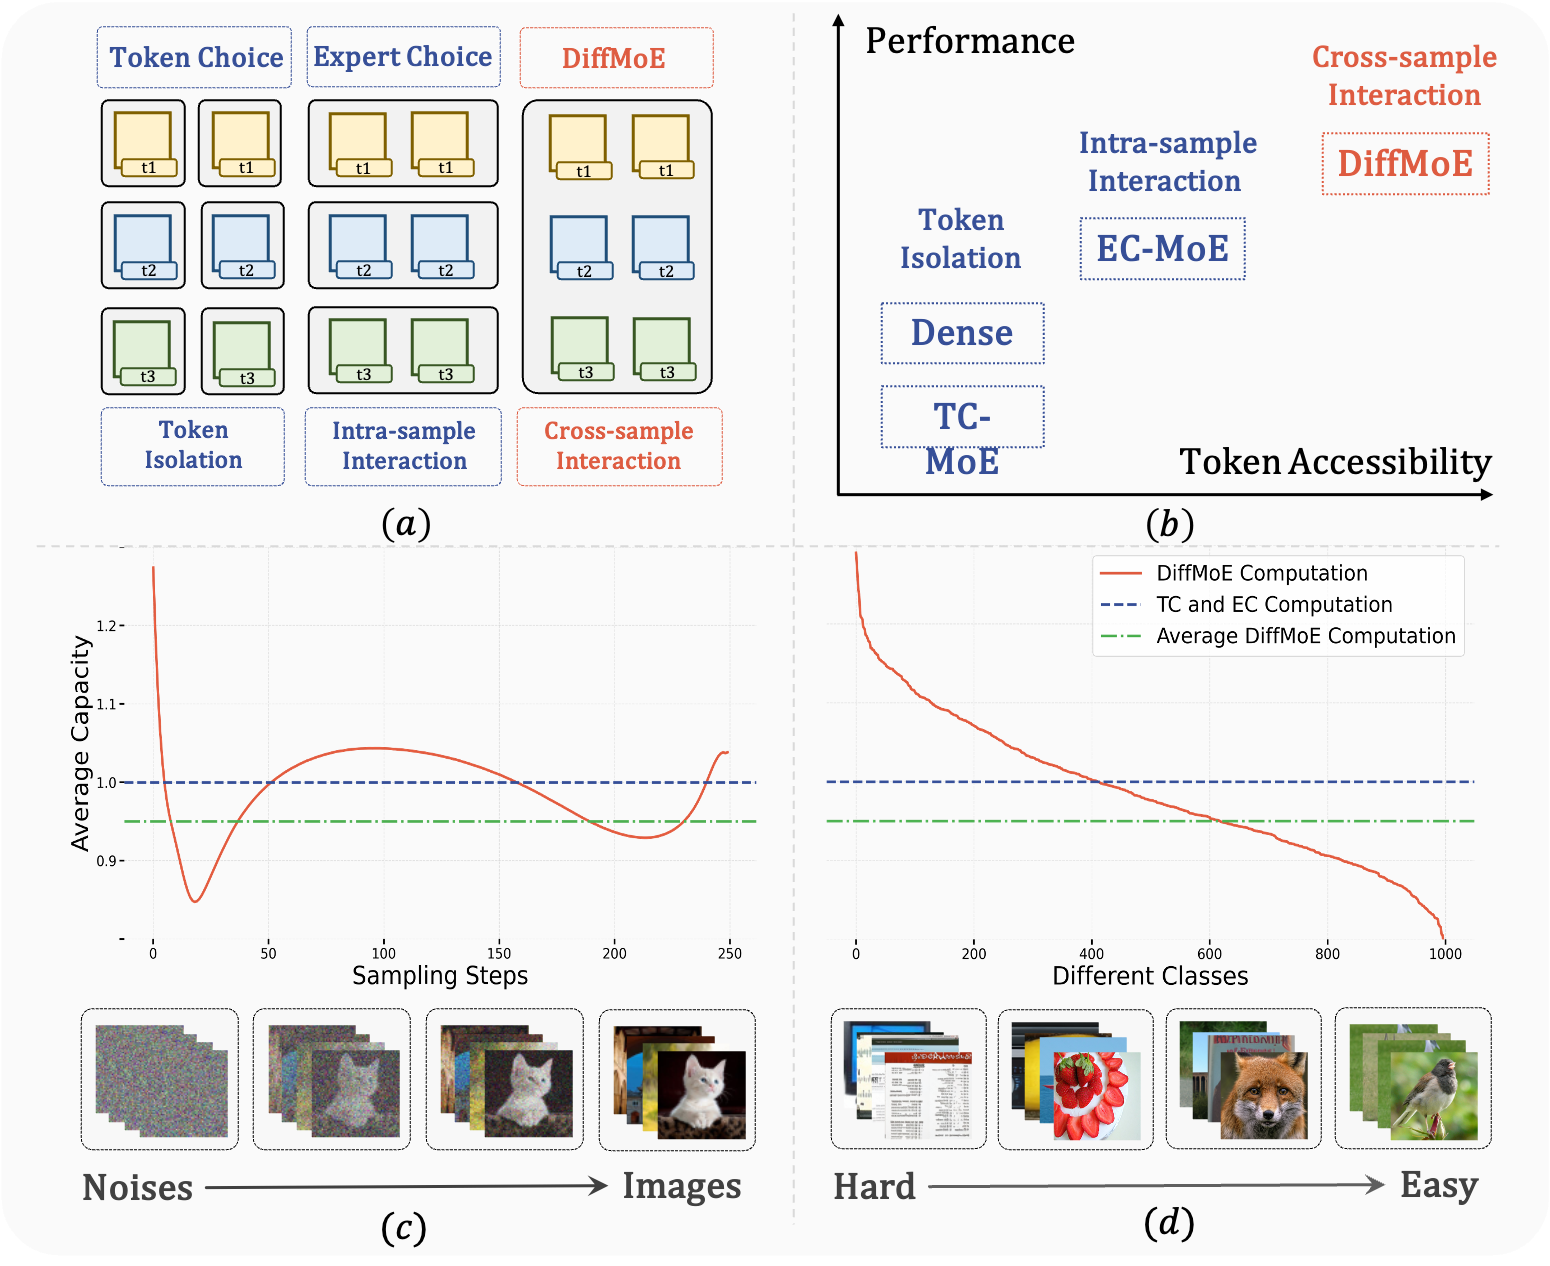 Token Choice
Expert Choice
DiffMoE
t1 t1 t1 t1 t1 t1
t2 t2 t2 t2 t2 t2
t3 t3 t3 t3 t3 t3
Token
Isolation
Intra-sample
Interaction
Cross-sample
Interaction
(a)
Performance
Cross-sample
Interaction
DiffMoE
Intra-sample
Interaction
EC-MoE
Token
Isolation
Dense
TC-
MoE
Token Accessibility
(b)
Average Capacity
1.2
1.1
1.0
0.9
0 50 100 150 200 250
Sampling Steps
Noises
Images
(c)
DiffMoE Computation
TC and EC Computation
Average DiffMoE Computation
0 200 400 600 800 1000
Different Classes
Hard
Easy
(d)